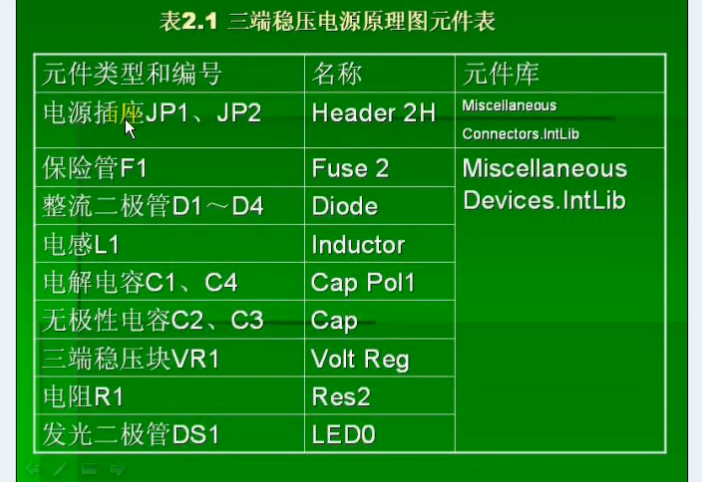 表2.1 三端稳压电源原理图元件表
元件类型和编号 名称 元件库
电源插座JP1、JP2 Header 2H Miscellaneous
Connectors.IntLib
保险管F1 Fuse 2 Miscellaneous
Devices.IntLib
整流二极管D1～D4 Diode
电感L1 Inductor
电解电容C1、C4 Cap Pol1
无极性电容C2、C3 Cap
三端稳压块VR1 Volt Reg
电阻R1 Res2
发光二极管DS1 LED0